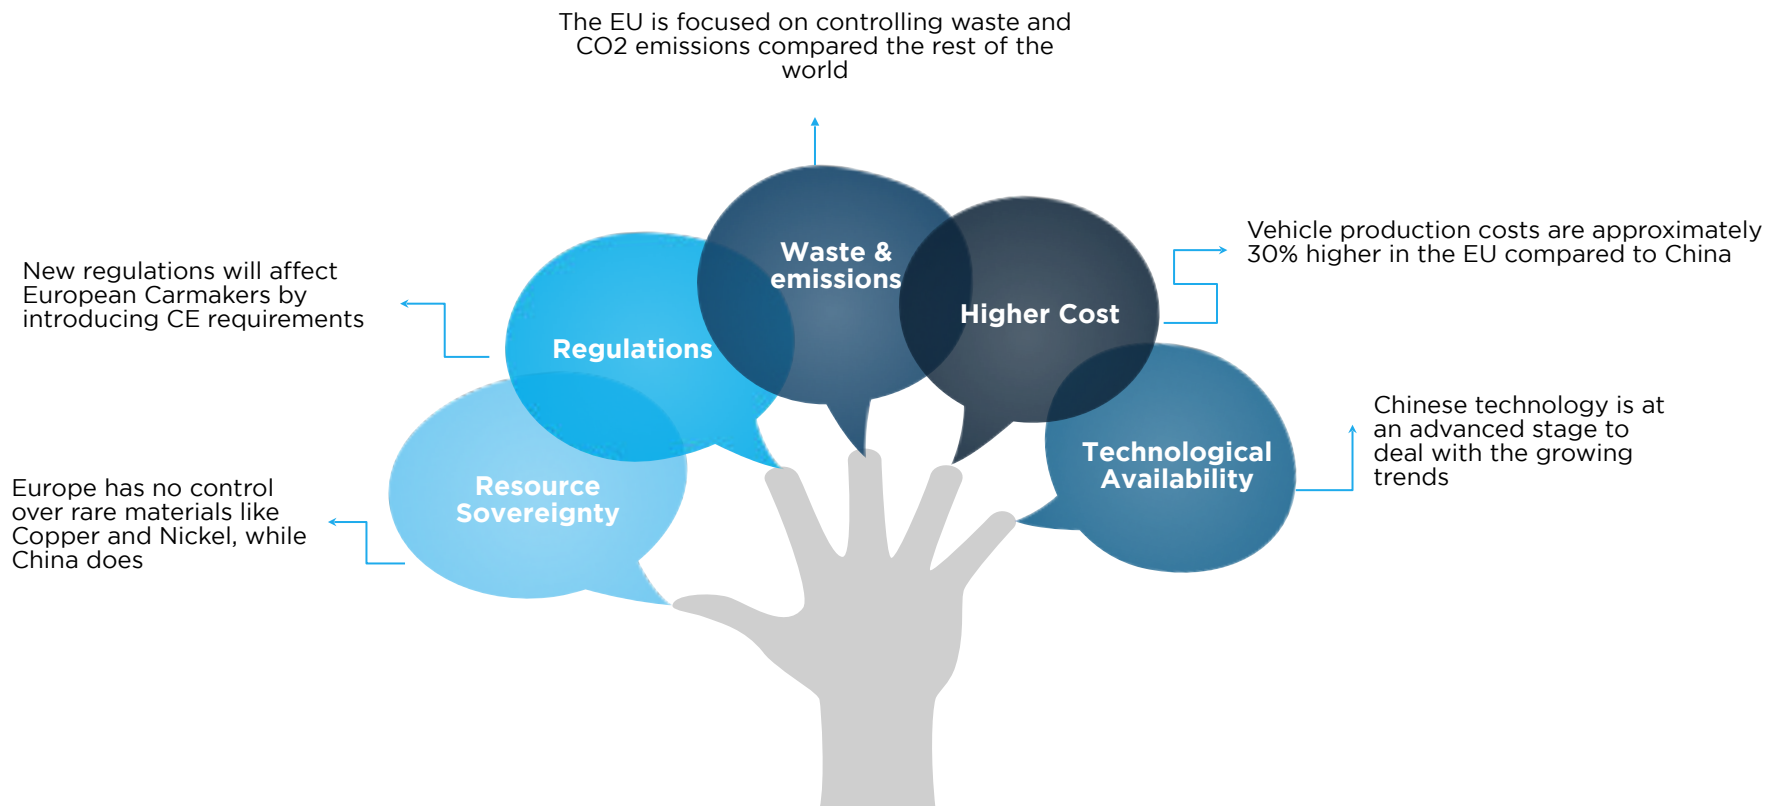 The EU is focused on controlling waste and
CO2 emissions compared the rest of the
world
Waste &
emissions
Higher Cost
Vehicle production costs are approximately
30% higher in the EU compared to China
New regulations will affect
European Carmakers by
introducing CE requirements
Regulations
Chinese technology is at
an advanced stage to
deal with the growing
trends
Technological
Availability
Resource
Sovereignty
Europe has no control
over rare materials like
Copper and Nickel, while
China does